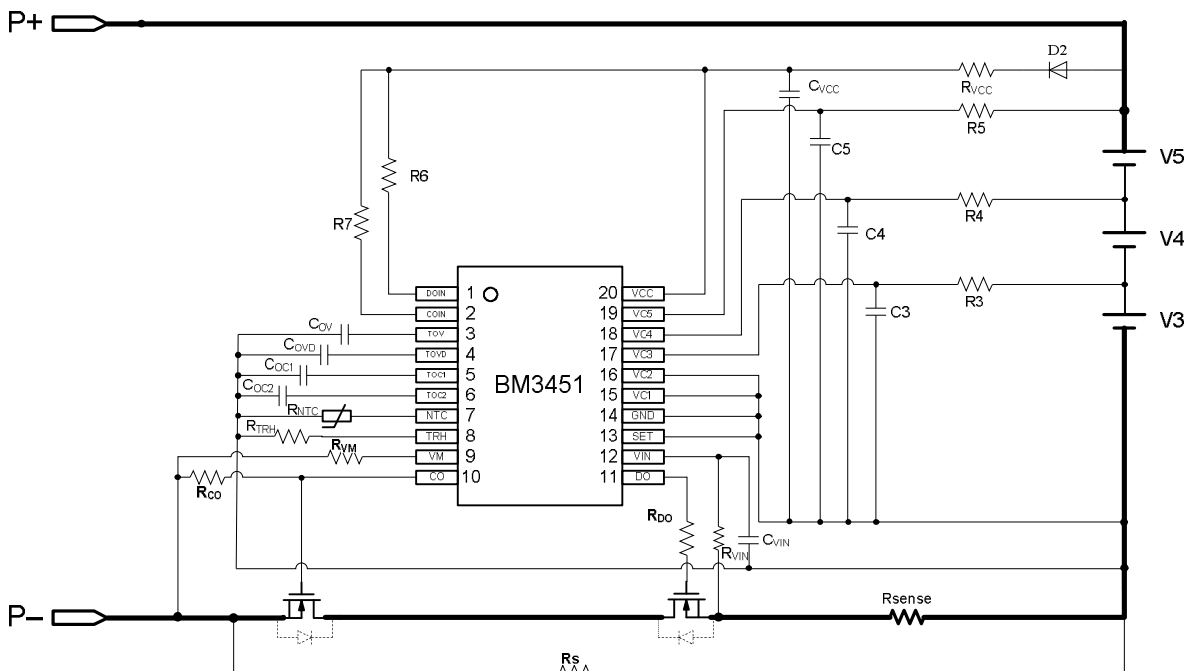 P+
D2
CVCC
RVCC
R5
C5
V5
R6
R7
R4
C4
V4
R3
C3
V3
DOIN 1 20 VCC
COIN 2 19 VC5
COV TOV 3 18 VC4
COVD TOVD 4 17 VC3
COC1 TOC1 5 16 VC2
BM3451
COC2 TOC2 6 15 VC1
RNTC NTC 7 14 GND
RTRH TRH 8 13 SET
RVM VM 9 12 VIN
RCO CO 10 11 DO
RDO
RVIN
CVIN
P−
Rsense
Rs